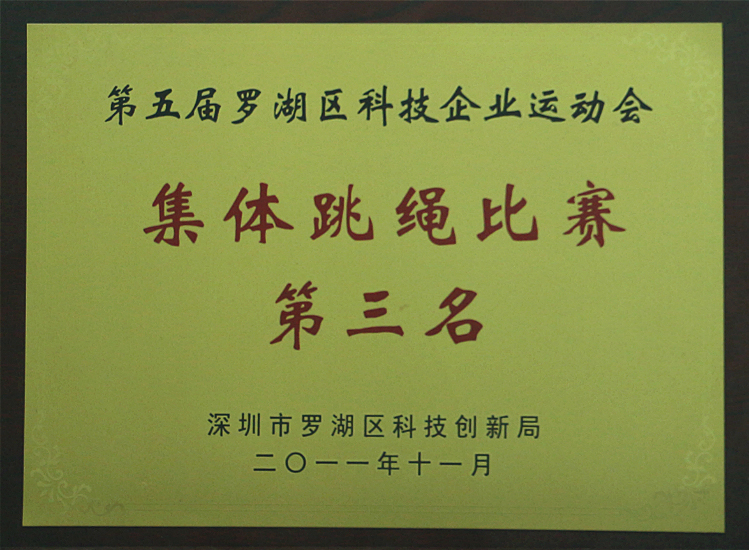 第五届罗湖区科技企业运动会
集体跳绳比赛
第三名
深圳市罗湖区科技创新局
二〇一一年十一月